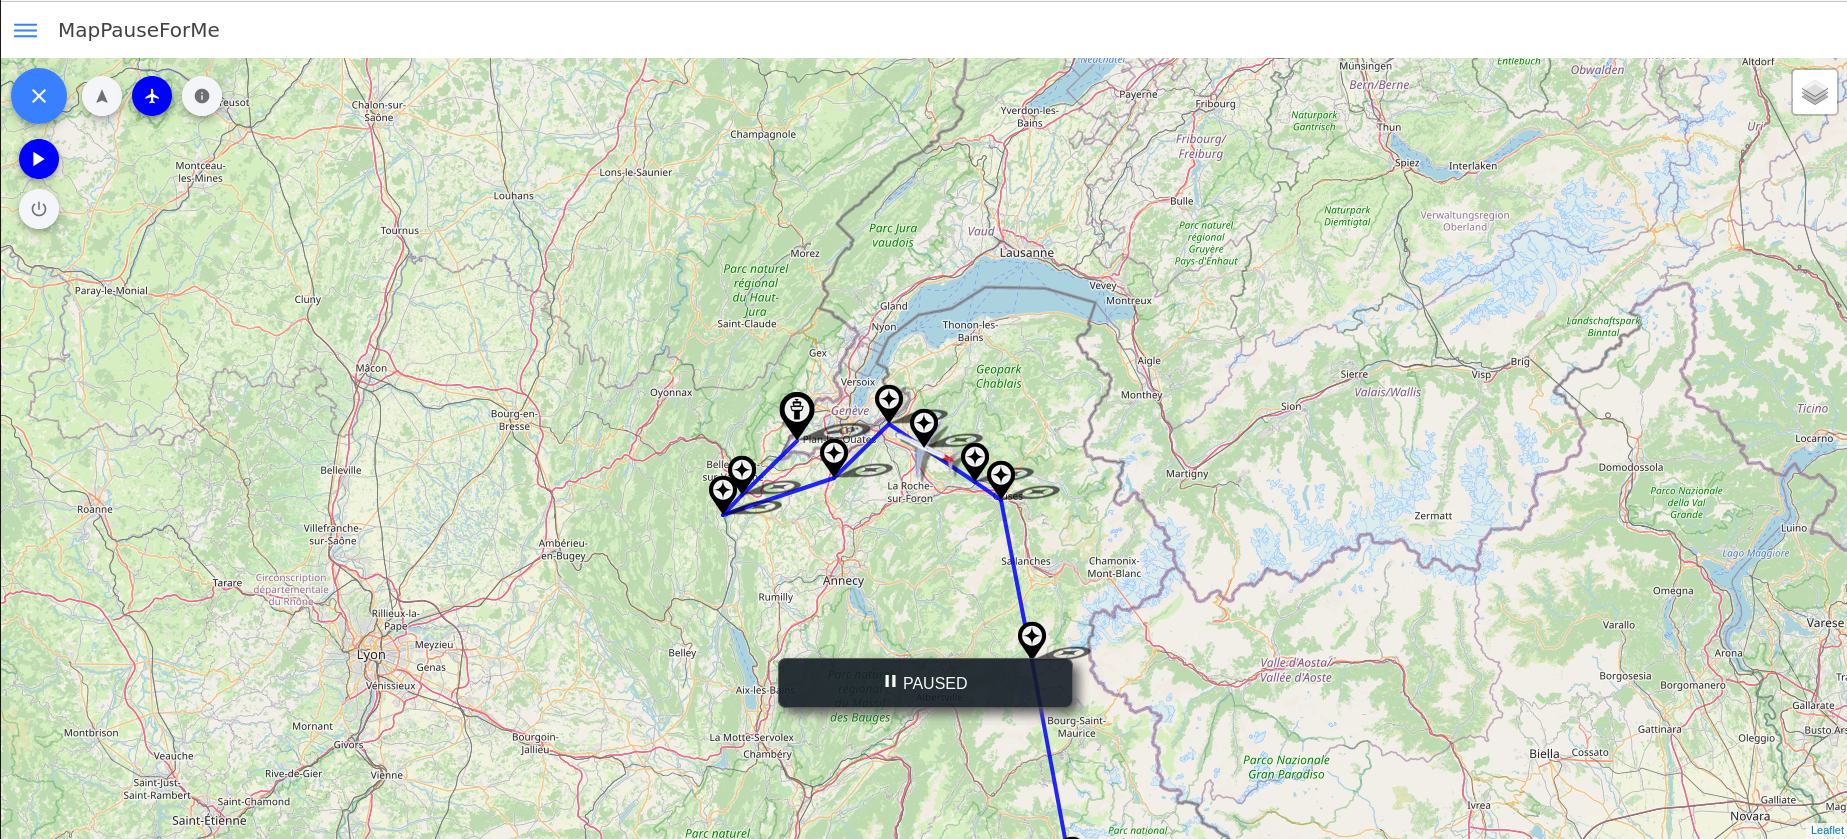 MapPauseForMe
Neuchâtel
Entlebuch
Obwalden
Altdorf
Münsingen
Bern/Berne
Payerne
Fribourg
Chalon-sur-
Saône
Yverdon-les-
Bains
Naturpark
Gantrisch
Thun
Uri
Champagnole
Fribourg/
Freiburg
Spiez
Interlaken
Montceau-
les-Mines
Lons-le-Saunier
Louhans
Bulle
Naturpark
Diemtigtal
Verwaltungsregion
Oberland
Tournus
Parc Jura
vaudois
Vaud
Parc naturel
régional
Gruyère
Pays-d'Enhaut
Morez
Lausanne
Parc naturel
régional
du Haut-
Jura
Paray-le-Monial
Cluny
Vevey
Montreux
Gland
Saint-Claude
Nyon
Thonon-les-
Bains
Landschaftspark
Binntal
Gex
Aigle
Brig
Mâcon
Versoix
Geopark
Chablais
Sierre
Visp
Oyonnax
Monthey
Valais/Wallis
Bourg-en-
Bresse
Genève
Sion
Ticino
Plan-les-Ouates
Locarno
Belleville
Martigny
Domodossola
La Roche-
sur-Foron
Parc Nazionale
della Val
Grande
Roanne
Zermatt
Villefranche-
sur-Saône
Luino
Ambérieu-
en-Bugey
Lago Maggiore
Sallanches
Chamonix-
Mont-Blanc
Tarare
Circonscription
départementale
du Rhône
Annecy
Rumilly
Omegna
Rillieux-la-
Pape
Varallo
Varese
Meyzieu
Lyon
Belley
Arona
Genas
Valle d'Aosta/
Vallée d'Aoste
Borgosesia
Borgomanero
Vénissieux
Aix-les-Bains
PAUSED
Gallarate
des Bauges
Mornant
Bourg-Saint-
Maurice
Montbrison
Bourgoin-
Jallieu
La Motte-Servolex
Gattinara
Busto Ars
Givors
Oleggio
Veauche
Chambéry
Biella
Cossato
Rive-de-Gier
Vienne
Parco Nazionale
Gran Paradiso
Saint-Just-
Saint-Rambert
Saint-Chamond
Ivrea
Galliate
Saint-Étienne
Novara
Parc naturel
Parc national
Leaflet